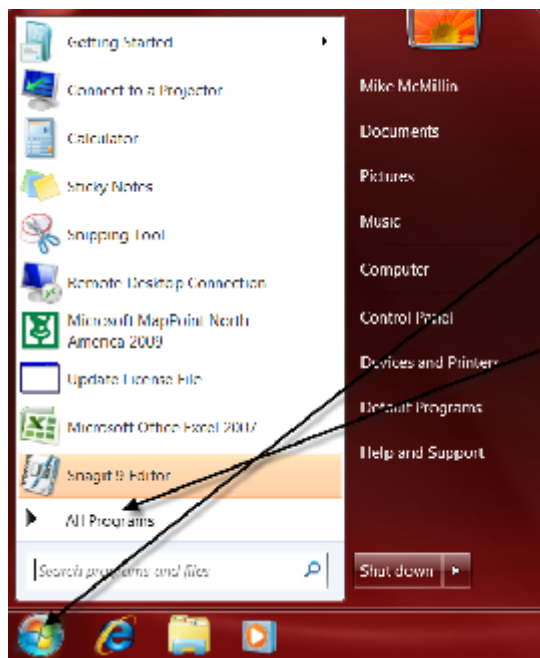 Getting Started
Connect to a Projector
Calculator
Sticky Notes
Snipping Tool
Remote Desktop Connection
Microsoft MapPoint North
America 2009
Update License File
Microsoft Office Excel 2007
Snagit 9 Editor
All Programs
Search programs and files
Mike McMillin
Documents
Pictures
Music
Computer
Control Panel
Devices and Printers
Default Programs
Help and Support
Shut down